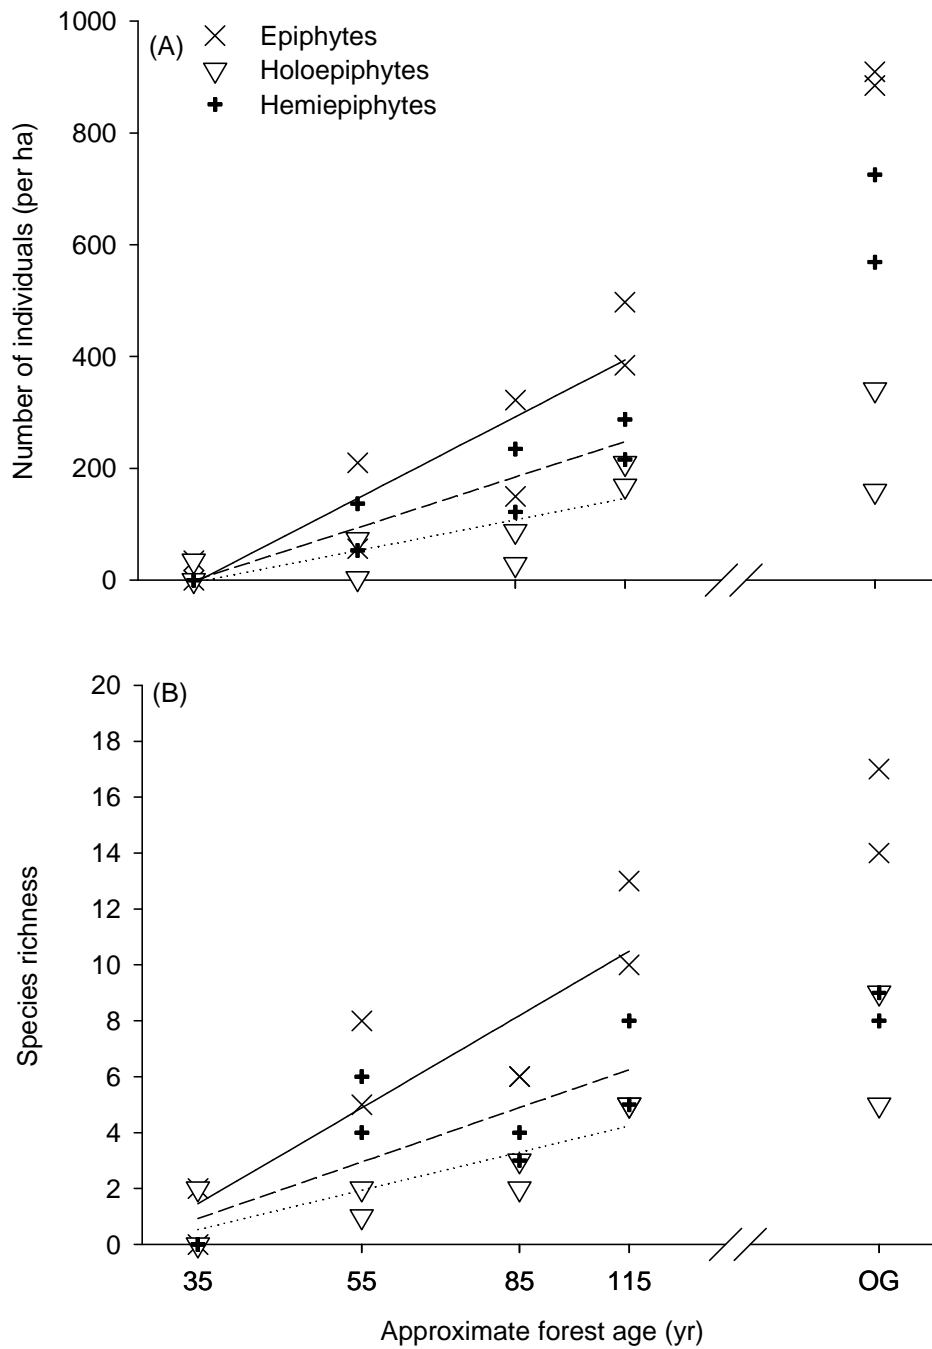 (A)
Epiphytes
Holoepiphytes
Hemiepiphytes
Number of individuals (per ha)
1000
800
600
400
200
0
(B)
Species richness
20
18
16
14
12
10
8
6
4
2
0
35 55 85 115 OG
Approximate forest age (yr)